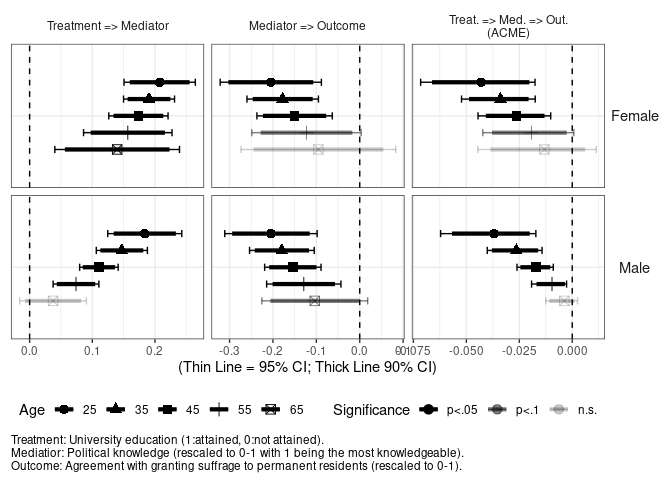 Treatment => Mediator
Mediator => Outcome
Treat. => Med. => Out.
(ACME)
Female
Male
0.0 0.1 0.2
-0.3 -0.2 -0.1 0.0
-0.050 -0.025 0.000
(Thin Line = 95% CI; Thick Line 90% CI)
Age 25 35 45 55 65 Significance p<.05 p<.1 n.s.
Treatment: University education (1:attained, 0:not attained).
Mediatior: Political knowledge (rescaled to 0-1 with 1 being the most knowledgeable).
Outcome: Agreement with granting suffrage to permanent residents (rescaled to 0-1).